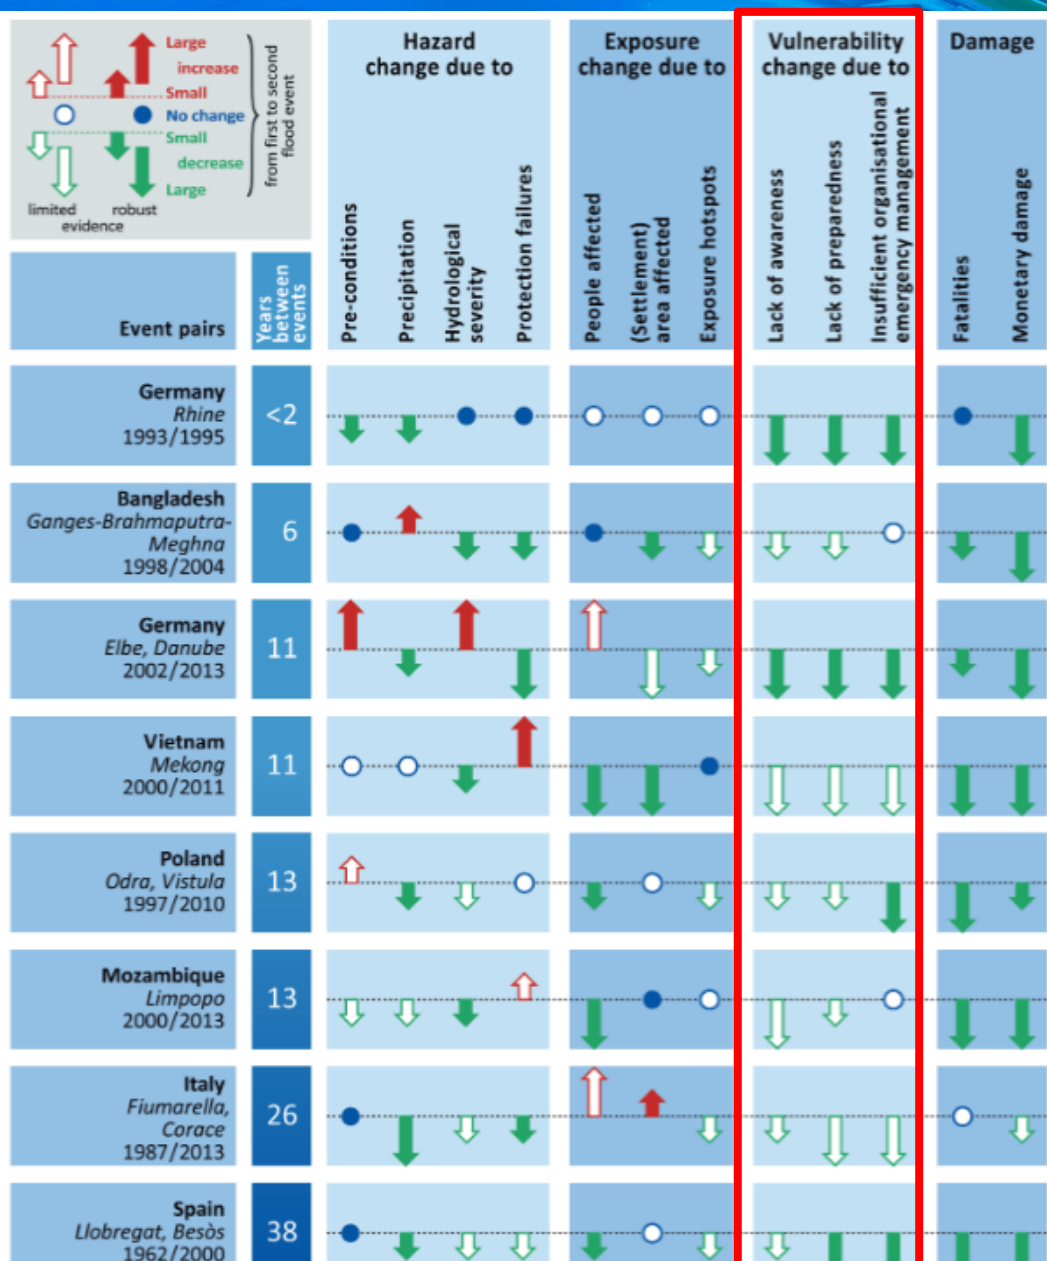 Large
increase
Small
No change
Small
decrease
Large
limited robust
evidence
from first to second
flood event
Hazard
change due to
Exposure
change due to
Vulnerability
change due to
Damage
Event pairs
Years
between
events
Pre-conditions
Precipitation
Hydrological
severity
Protection failures
People affected
(Settlement)
area affected
Exposure hotspots
Lack of awareness
Lack of preparedness
Insufficient organisational
emergency management
Fatalities
Monetary damage
Germany
Rhine
1993/1995
<2
Bangladesh
Ganges-Brahmaputra-
Meghna
1998/2004
6
Germany
Elbe, Danube
2002/2013
11
Vietnam
Mekong
2000/2011
11
Poland
Odra, Vistula
1997/2010
13
Mozambique
Limpopo
2000/2013
13
Italy
Fiumarella,
Corace
1987/2013
26
Spain
Llobregat, Besòs
1962/2000
38